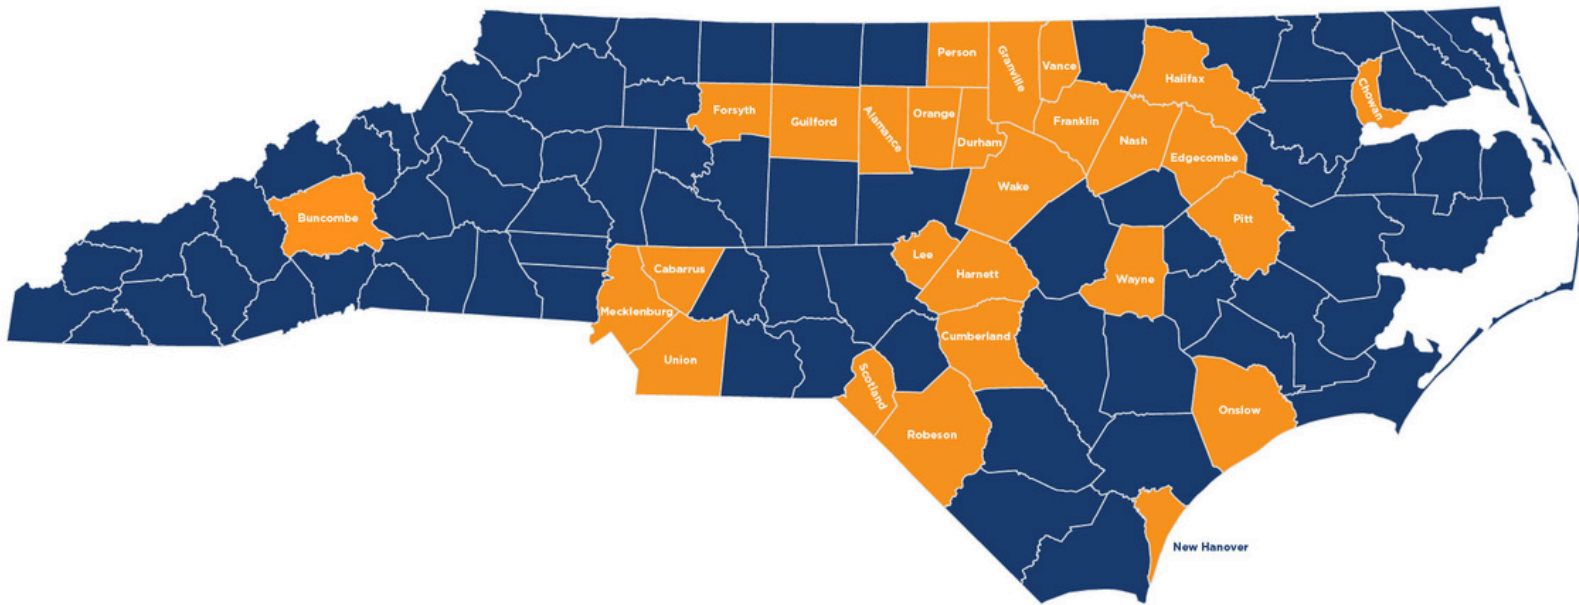 Person
Granville
Vance
Halifax
Chowan
Forsyth
Guilford
Alamance
Orange
Durham
Franklin
Nash
Edgecombe
Wake
Buncombe
Pitt
Lee
Harnett
Wayne
Cabarrus
Mecklenburg
Union
Cumberland
Scotland
Robeson
Onslow
New Hanover